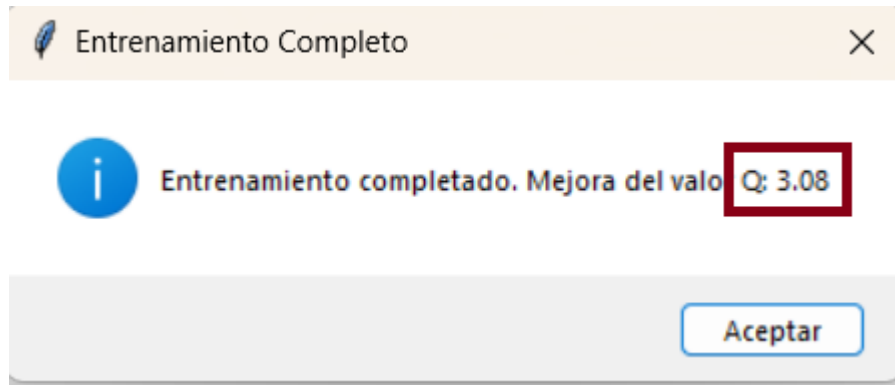 Entrenamiento Completo
Entrenamiento completado. Mejora del valo Q: 3.08
Aceptar